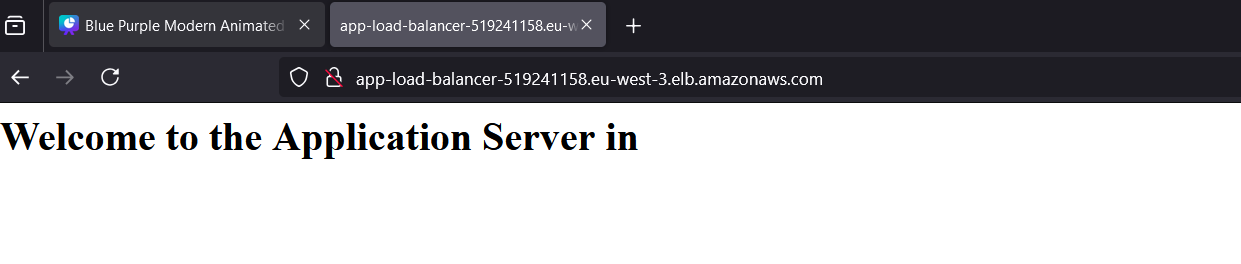 Blue Purple Modern Animated
app-load-balancer-519241158.eu-w
app-load-balancer-519241158.eu-west-3.elb.amazonaws.com
Welcome to the Application Server in